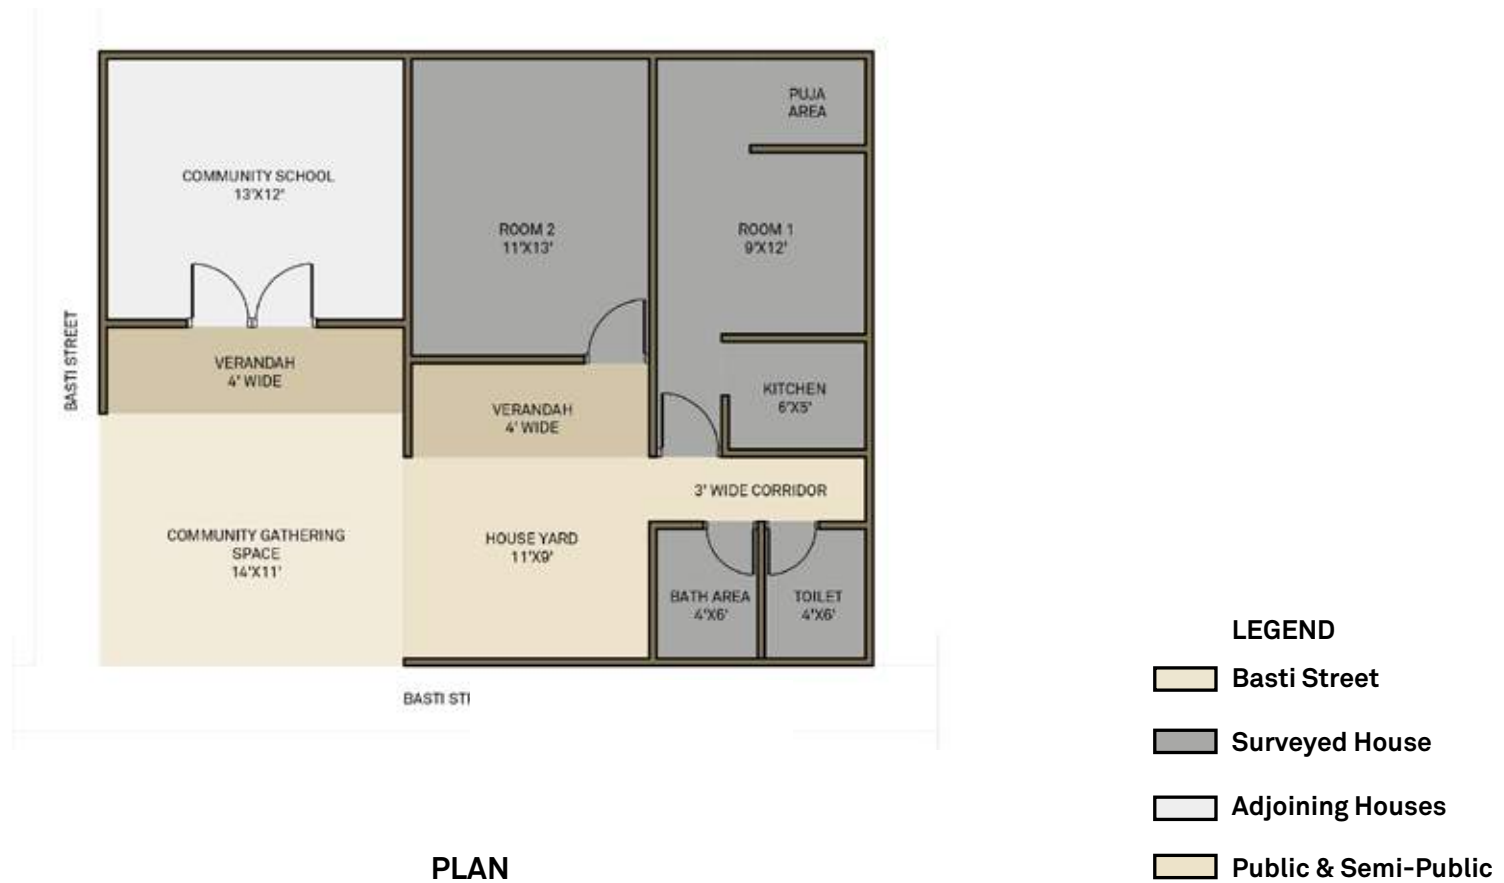 PUJA
AREA
COMMUNITY SCHOOL
13'X12'
ROOM 2
11'X13'
ROOM 1
9'X12'
BASTI STREET
VERANDAH
4' WIDE
VERANDAH
4' WIDE
KITCHEN
6'X5'
3' WIDE CORRIDOR
COMMUNITY GATHERING
SPACE
14'X11'
HOUSE YARD
11'X9'
BATH AREA
4'X6'
TOILET
4'X6'
BASTI
PLAN
LEGEND
Basti Street
Surveyed House
Adjoining Houses
Public & Semi-Public